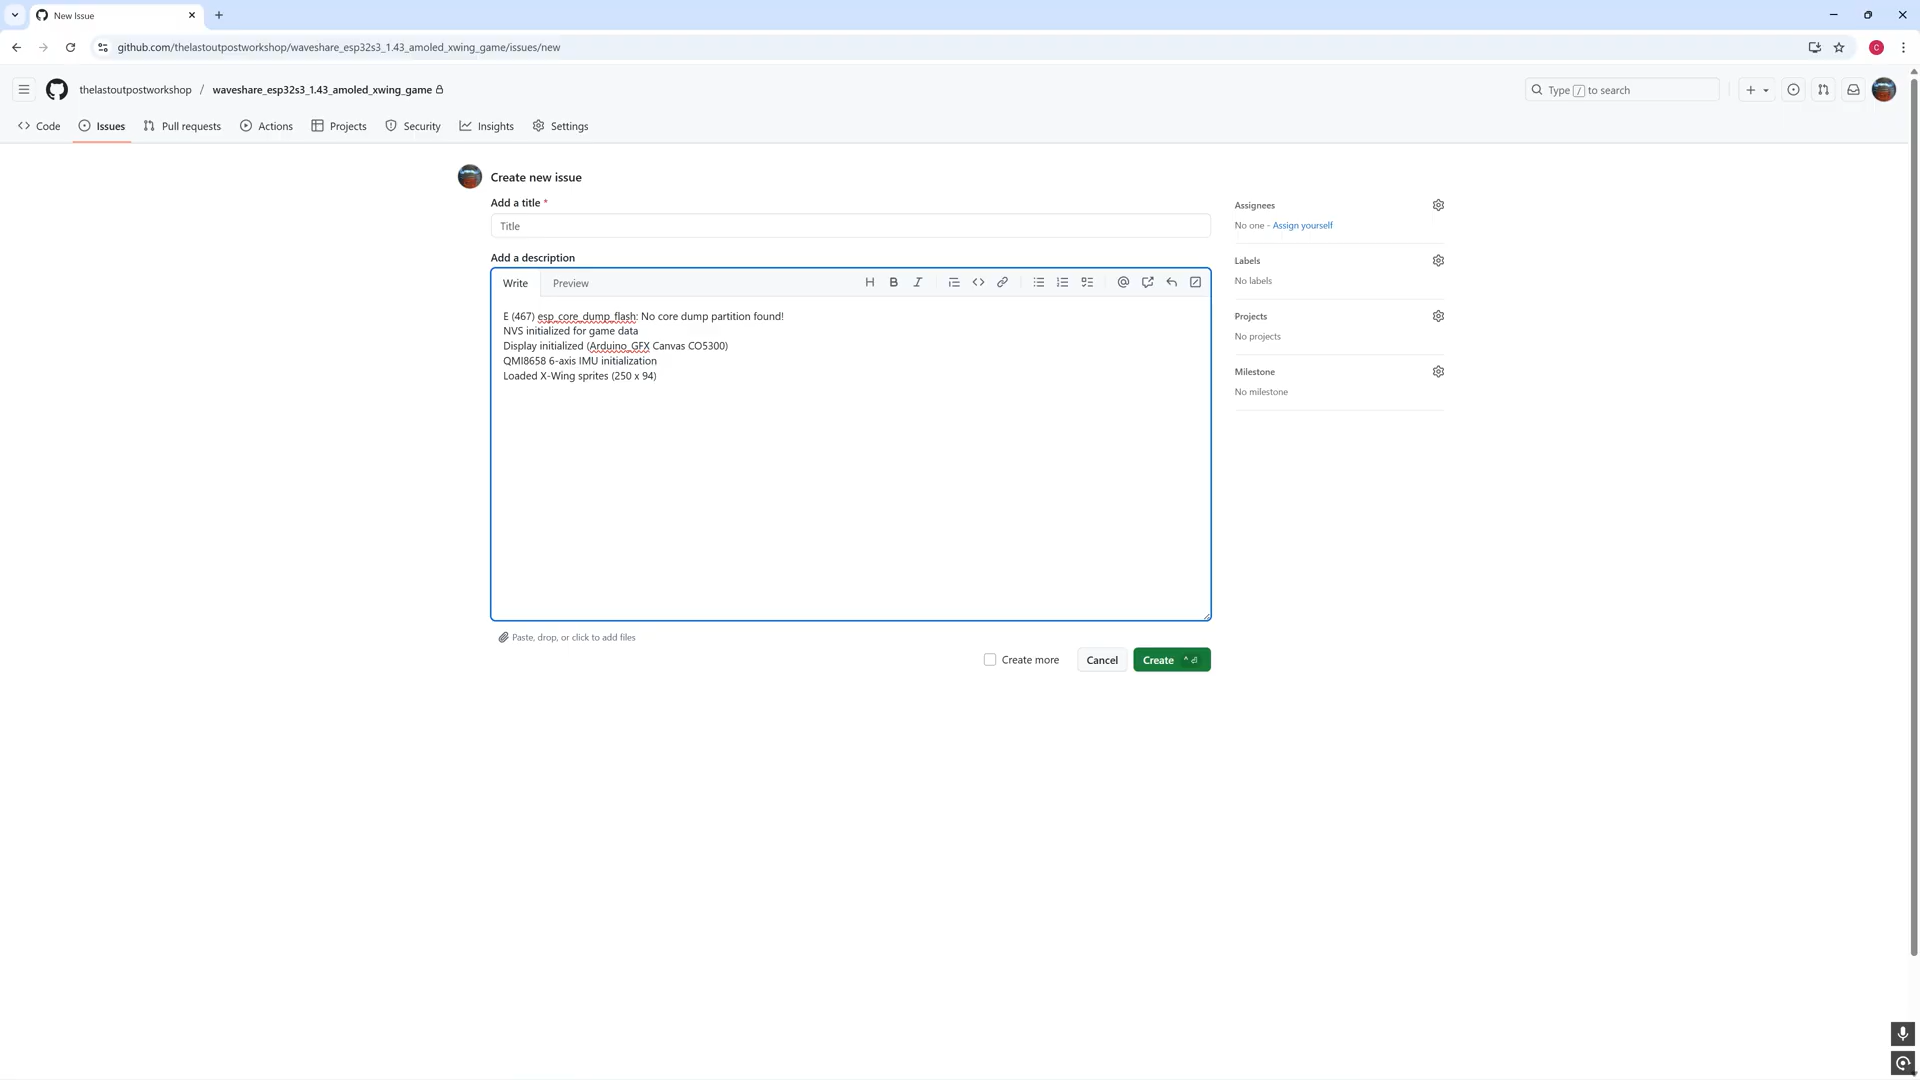 New Issue
github.com/thelastoutpostworkshop/waveshare_esp32s3_1.43_amoled_xwing_game/issues/new
C
thelastoutpostworkshop / waveshare_esp32s3_1.43_amoled_xwing_game
Type / to search
Code Issues Pull requests Actions Projects Security Insights Settings
Create new issue
Add a title *
Title
Add a description
Write Preview
E (467) esp_core_dump_flash: No core dump partition found!
NVS initialized for game data
Display initialized (Arduino_GFX Canvas CO5300)
QMI8658 6-axis IMU initialization
Loaded X-Wing sprites (250 x 94)
Paste, drop, or click to add files
Create more Cancel Create ^ ⏎
Assignees
No one - Assign yourself
Labels
No labels
Projects
No projects
Milestone
No milestone